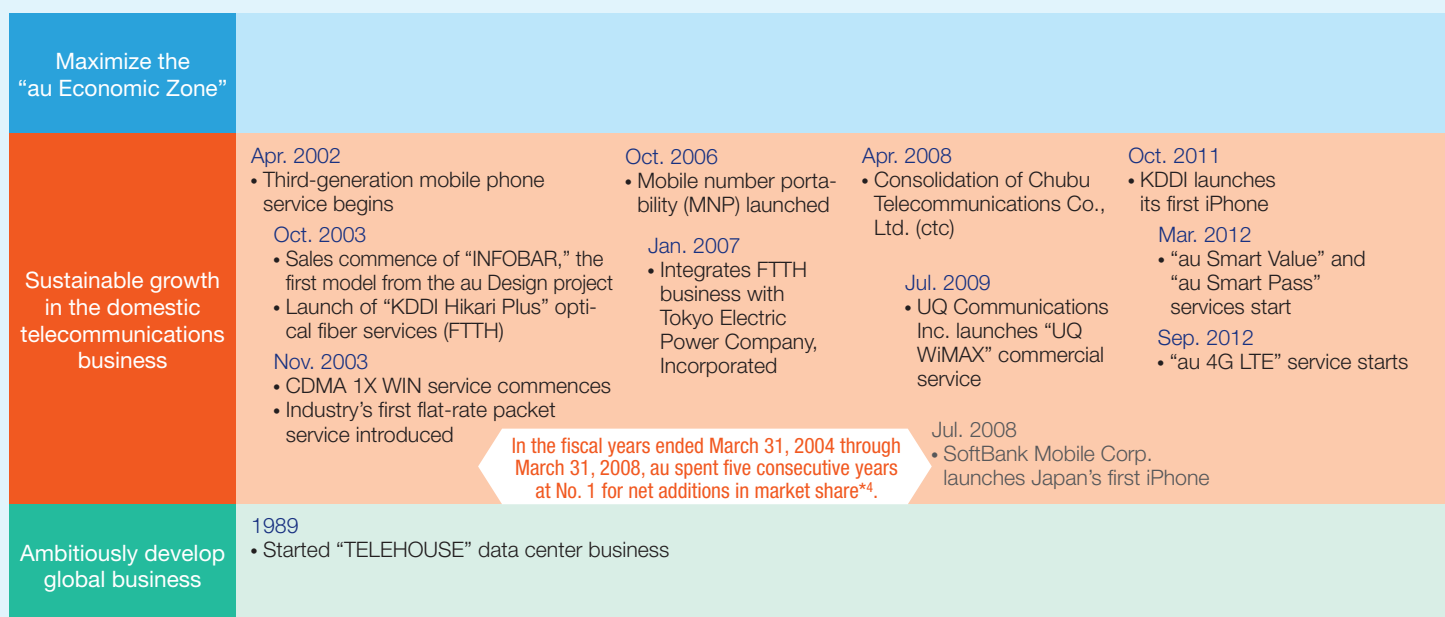 Maximize the
“au Economic Zone”
Sustainable growth
in the domestic
telecommunications
business
Apr. 2002
• Third-generation mobile phone
service begins
Oct. 2003
• Sales commence of “INFOBAR,” the
first model from the au Design project
• Launch of “KDDI Hikari Plus” opti-
cal fiber services (FTTH)
Nov. 2003
• CDMA 1X WIN service commences
• Industry’s first flat-rate packet
service introduced
Oct. 2006
• Mobile number porta-
bility (MNP) launched
Jan. 2007
• Integrates FTTH
business with
Tokyo Electric
Power Company,
Incorporated
Apr. 2008
• Consolidation of Chubu
Telecommunications Co.,
Ltd. (ctc)
Jul. 2009
• UQ Communications
Inc. launches “UQ
WiMAX” commercial
service
Oct. 2011
• KDDI launches
its first iPhone
Mar. 2012
• “au Smart Value” and
“au Smart Pass”
services start
Sep. 2012
• “au 4G LTE” service starts
In the fiscal years ended March 31, 2004 through
March 31, 2008, au spent five consecutive years
at No. 1 for net additions in market share*4.
Jul. 2008
• SoftBank Mobile Corp.
launches Japan’s first iPhone
Ambitiously develop
global business
1989
• Started “TELEHOUSE” data center business